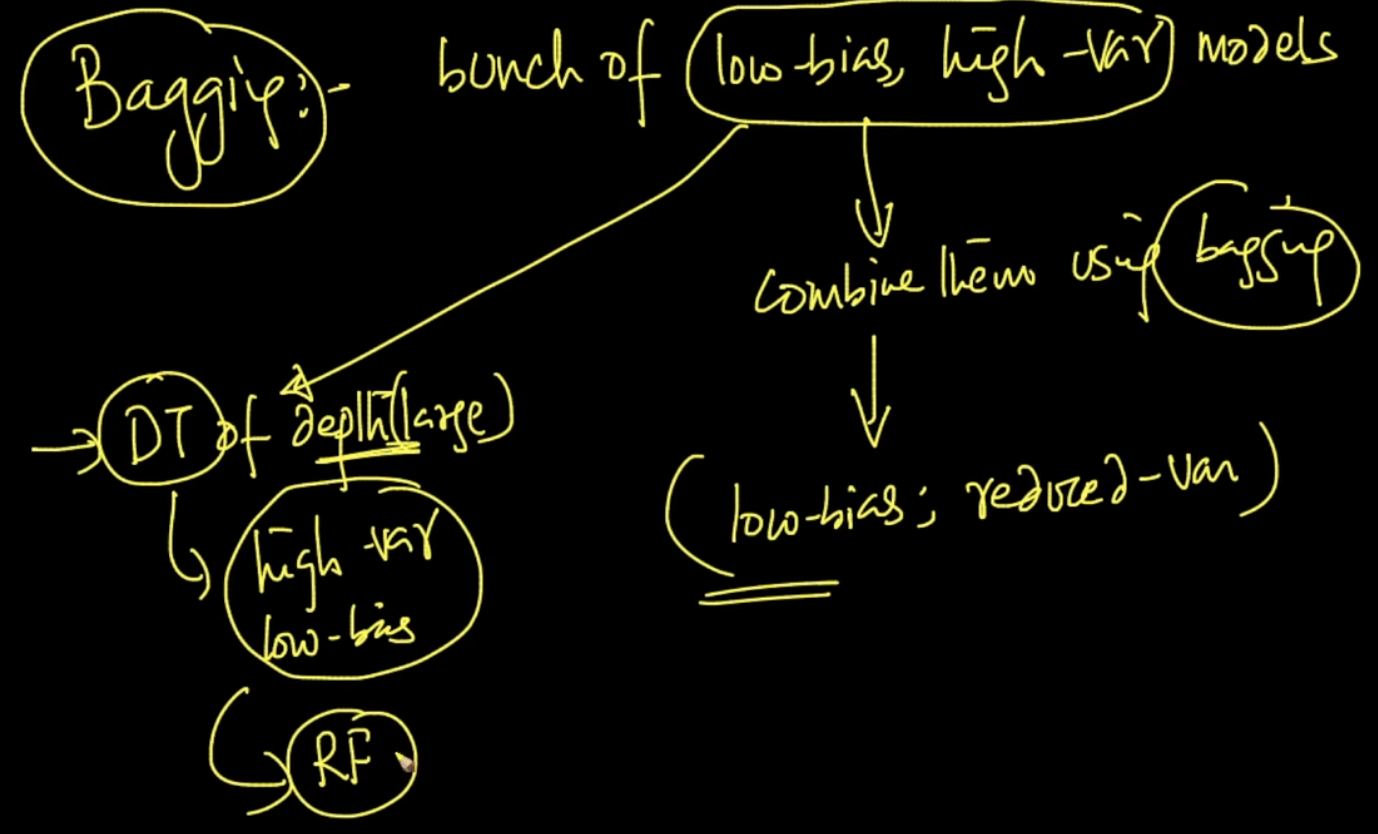 Bagging:- bunch of low-bias, high-var models
combine them using bagging
DT of depth(large)
high-var
low-bias
(low-bias; reduced-var)
RF